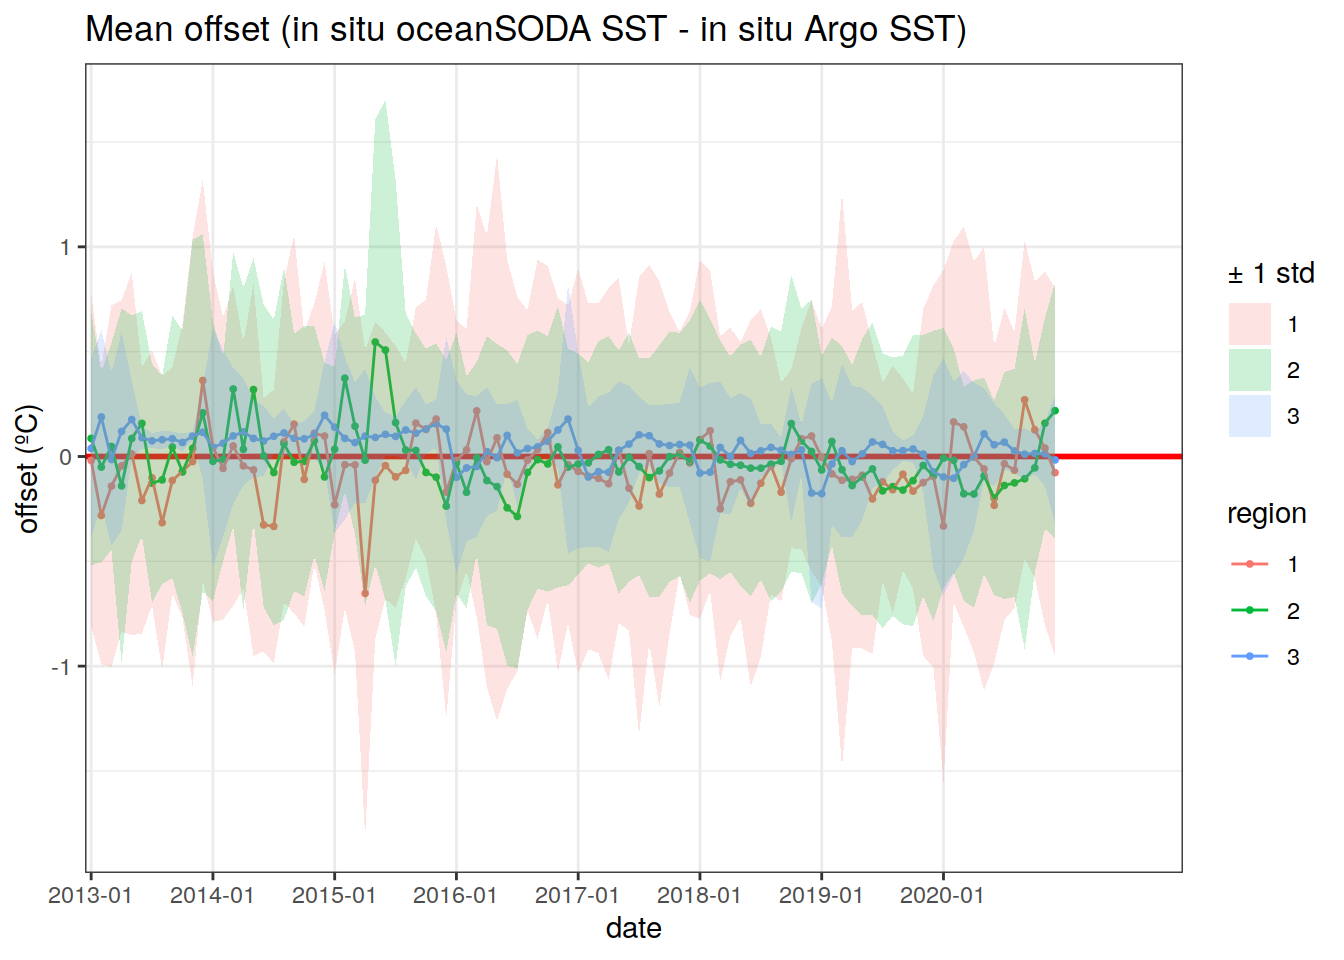 Mean offset (in situ oceanSODA SST - in situ Argo SST)
offset (ºC)
1
0
-1
2013-01 2014-01 2015-01 2016-01 2017-01 2018-01 2019-01 2020-01
date
± 1 std
1
2
3
region
1
2
3